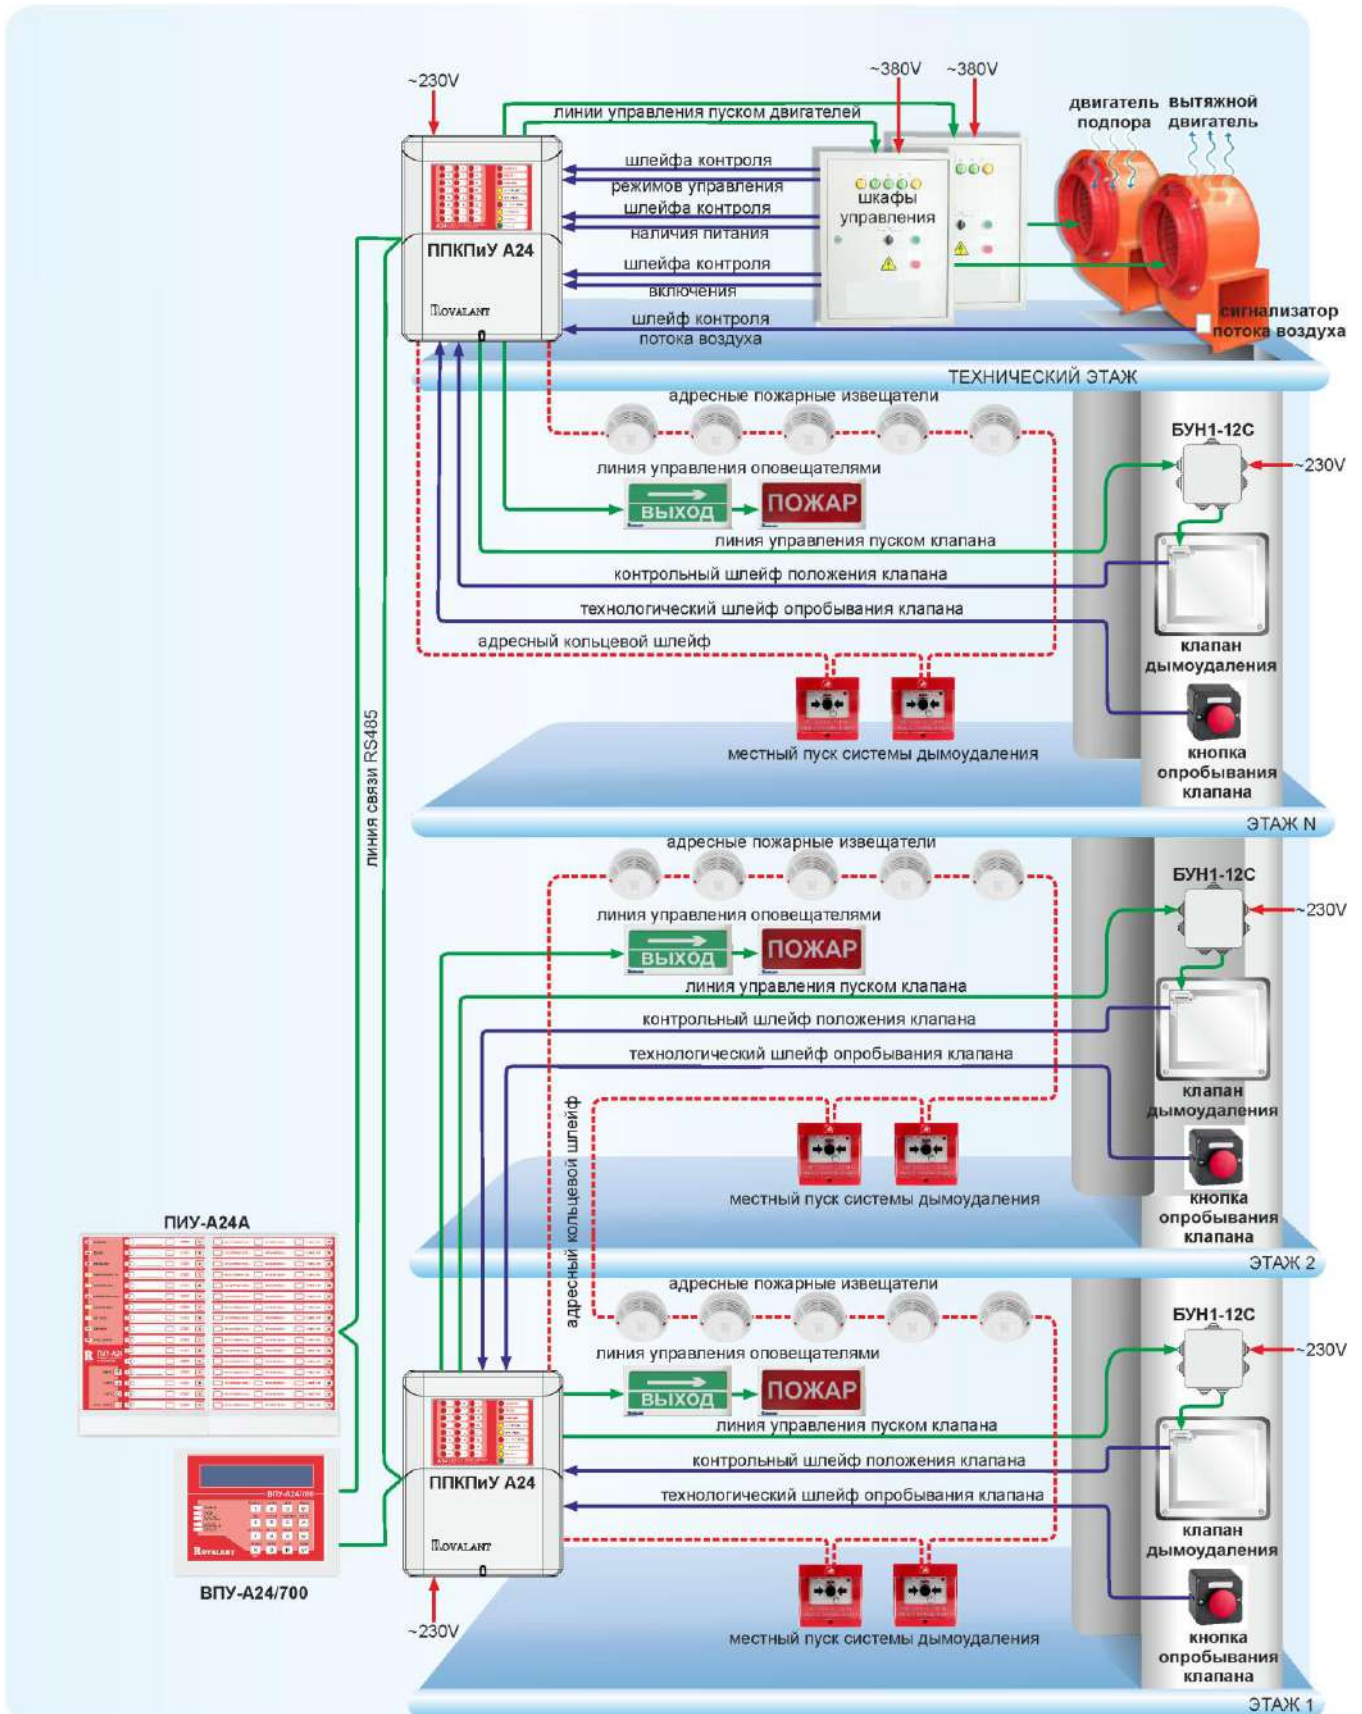 ~230V
~380V
~380V
линии управления пуском двигателей
двигатель
подпора
вытяжной
двигатель
шлейфа контроля
режимов управления
шлейфа контроля
наличия питания
шлейфа контроля
включения
шлейф контроля
потока воздуха
шкафы
управления
ППКПиУ А24
ROVALANT
сигнализатор
потока воздуха
ТЕХНИЧЕСКИЙ ЭТАЖ
адресные пожарные извещатели
БУН1-12С
~230V
линия управления оповещателями
ВЫХОД
ПОЖАР
линия управления пуском клапана
контрольный шлейф положения клапана
технологический шлейф опробывания клапана
адресный кольцевой шлейф
клапан
дымоудаления
местный пуск системы дымоудаления
кнопка
опробывания
клапана
линия связи RS485
ЭТАЖ N
адресные пожарные извещатели
БУН1-12С
~230V
линия управления оповещателями
ВЫХОД
ПОЖАР
линия управления пуском клапана
контрольный шлейф положения клапана
технологический шлейф опробывания клапана
клапан
дымоудаления
адресный кольцевой шлейф
местный пуск системы дымоудаления
кнопка
опробывания
клапана
ЭТАЖ 2
ПИУ-А24А
адресные пожарные извещатели
БУН1-12С
~230V
линия управления оповещателями
ВЫХОД
ПОЖАР
линия управления пуском клапана
контрольный шлейф положения клапана
технологический шлейф опробывания клапана
ППКПиУ А24
ROVALANT
клапан
дымоудаления
ВПУ-А24/700
ROVALANT
ВПУ-А24/700
~230V
местный пуск системы дымоудаления
кнопка
опробывания
клапана
ЭТАЖ 1